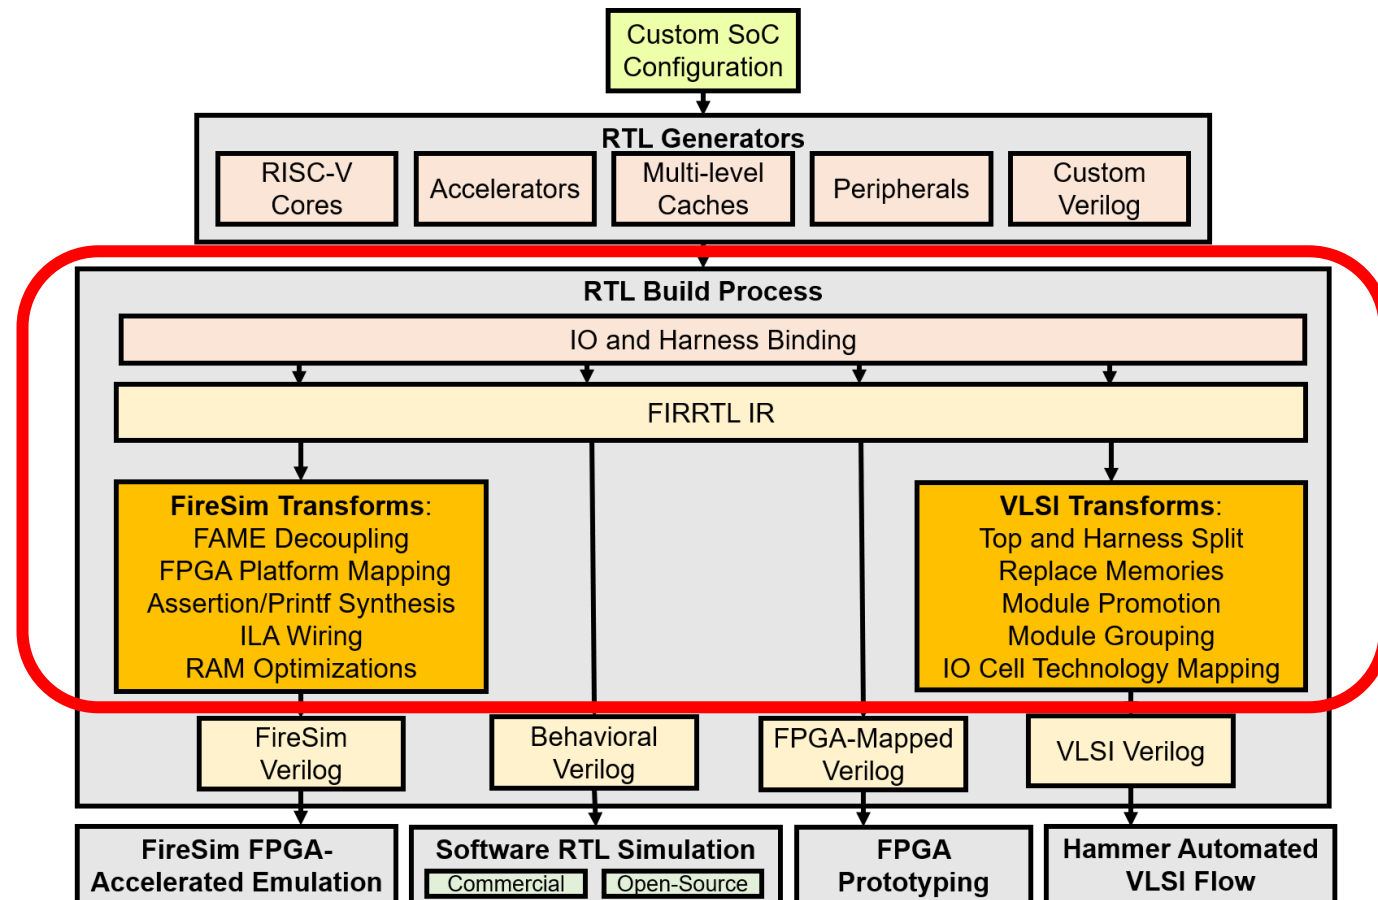 Custom SoC
Configuration
RTL Generators
RISC-V
Cores
Accelerators
Multi-level
Caches
Peripherals
Custom
Verilog
RTL Build Process
IO and Harness Binding
FIRRTL IR
FireSim Transforms:
FAME Decoupling
FPGA Platform Mapping
Assertion/Printf Synthesis
ILA Wiring
RAM Optimizations
VLSI Transforms:
Top and Harness Split
Replace Memories
Module Promotion
Module Grouping
IO Cell Technology Mapping
FireSim
Verilog
Behavioral
Verilog
FPGA-Mapped
Verilog
VLSI Verilog
FireSim FPGA-
Accelerated Emulation
Software RTL Simulation
Commercial
Open-Source
FPGA
Prototyping
Hammer Automated
VLSI Flow